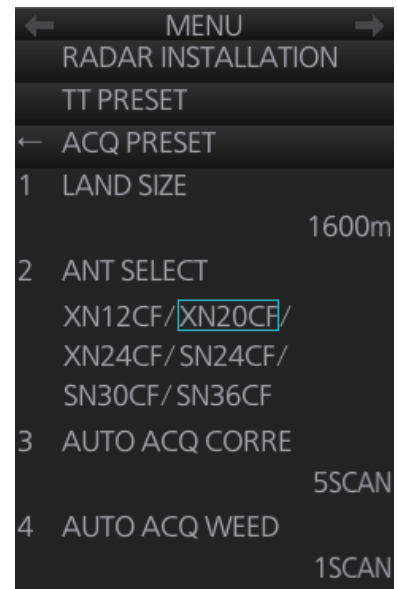 ← MENU →
RADAR INSTALLATION
TT PRESET
← ACQ PRESET
1 LAND SIZE
1600m
2 ANT SELECT
XN12CF/XN20CF/
XN24CF/SN24CF/
SN30CF/SN36CF
3 AUTO ACQ CORRE
5SCAN
4 AUTO ACQ WEED
1SCAN